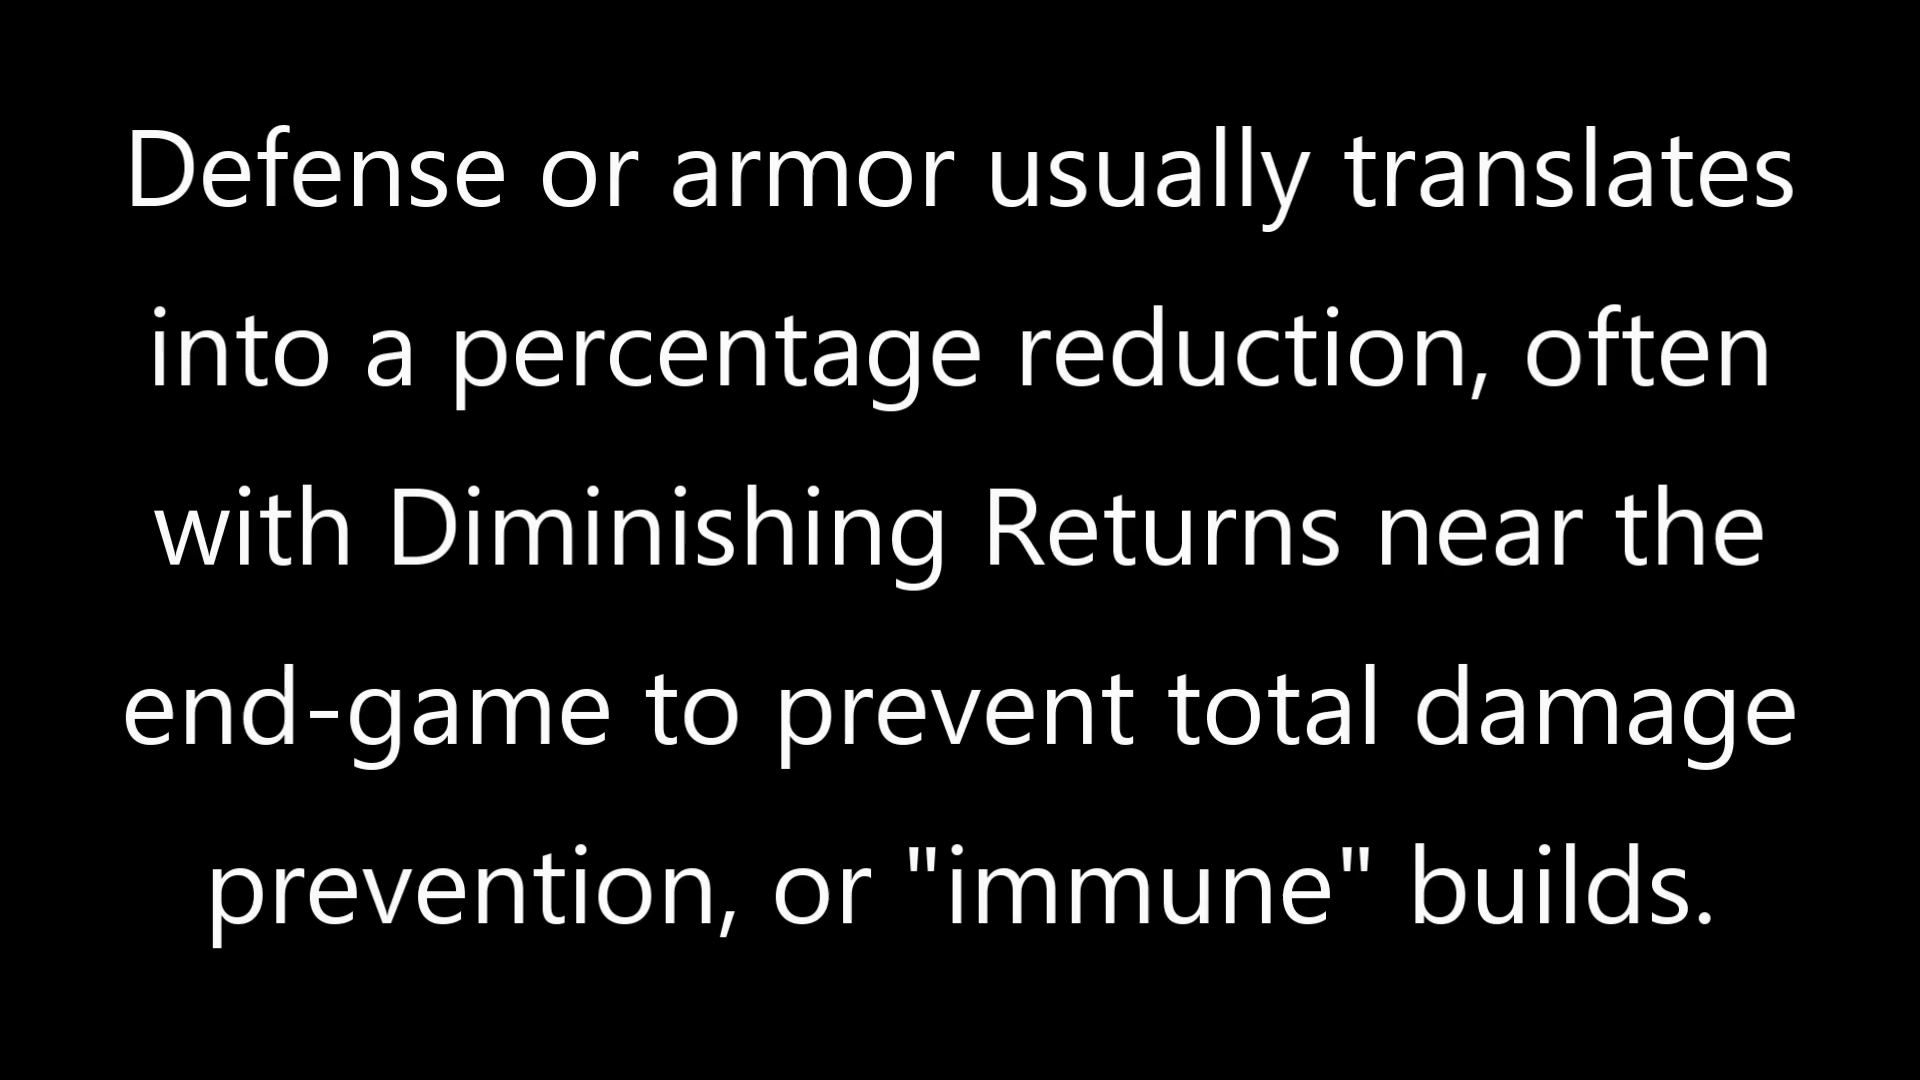 Defense or armor usually translates
into a percentage reduction, often
with Diminishing Returns near the
end-game to prevent total damage
prevention, or "immune" builds.